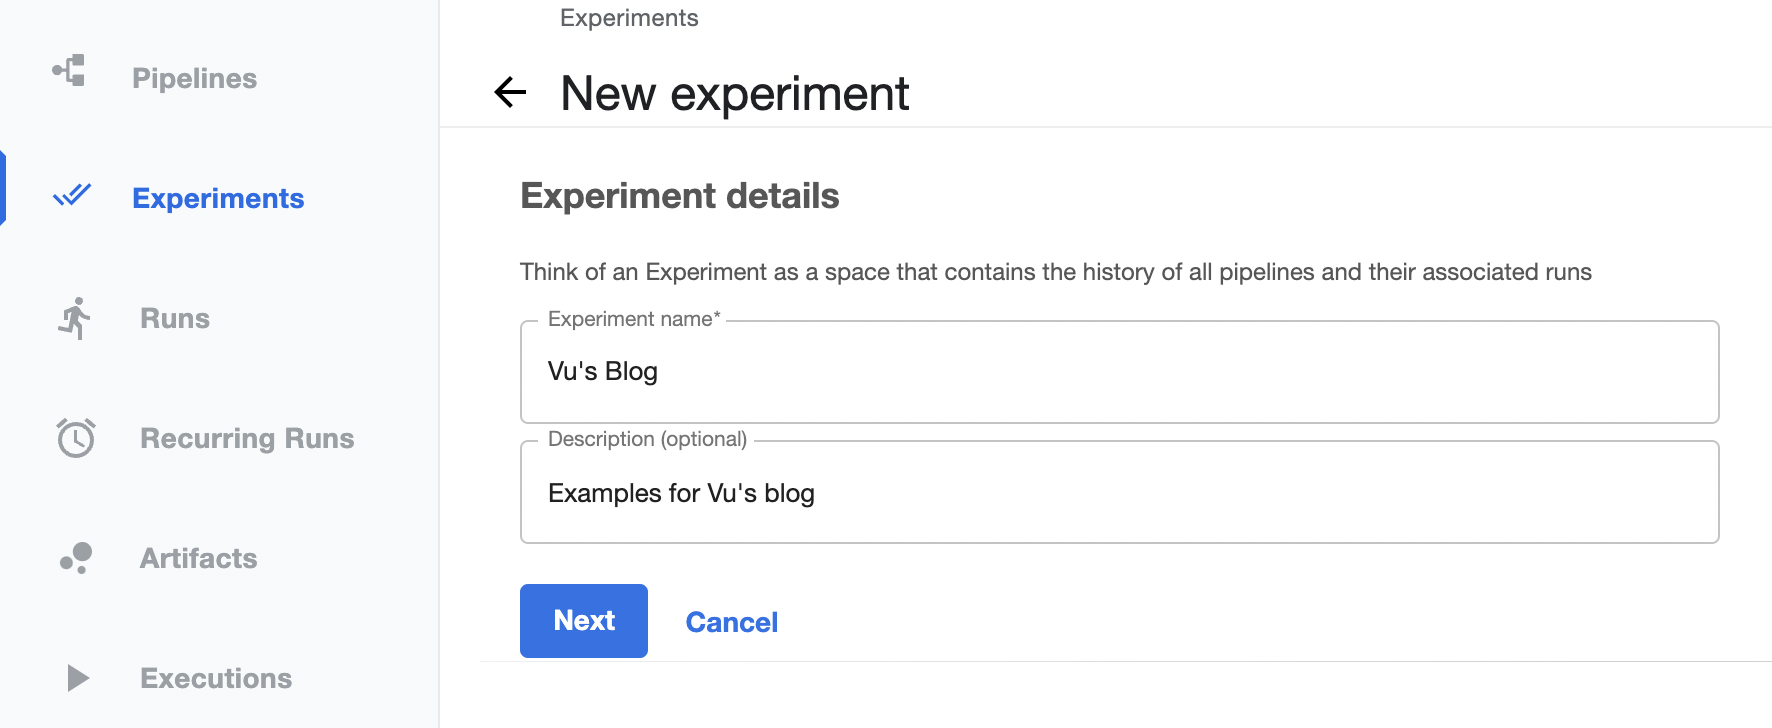 Pipelines
Experiments
Runs
Recurring Runs
Artifacts
Executions
Experiments
New experiment
Experiment details
Think of an Experiment as a space that contains the history of all pipelines and their associated runs
Experiment name*
Vu's Blog
Description (optional)
Examples for Vu's blog
Next Cancel